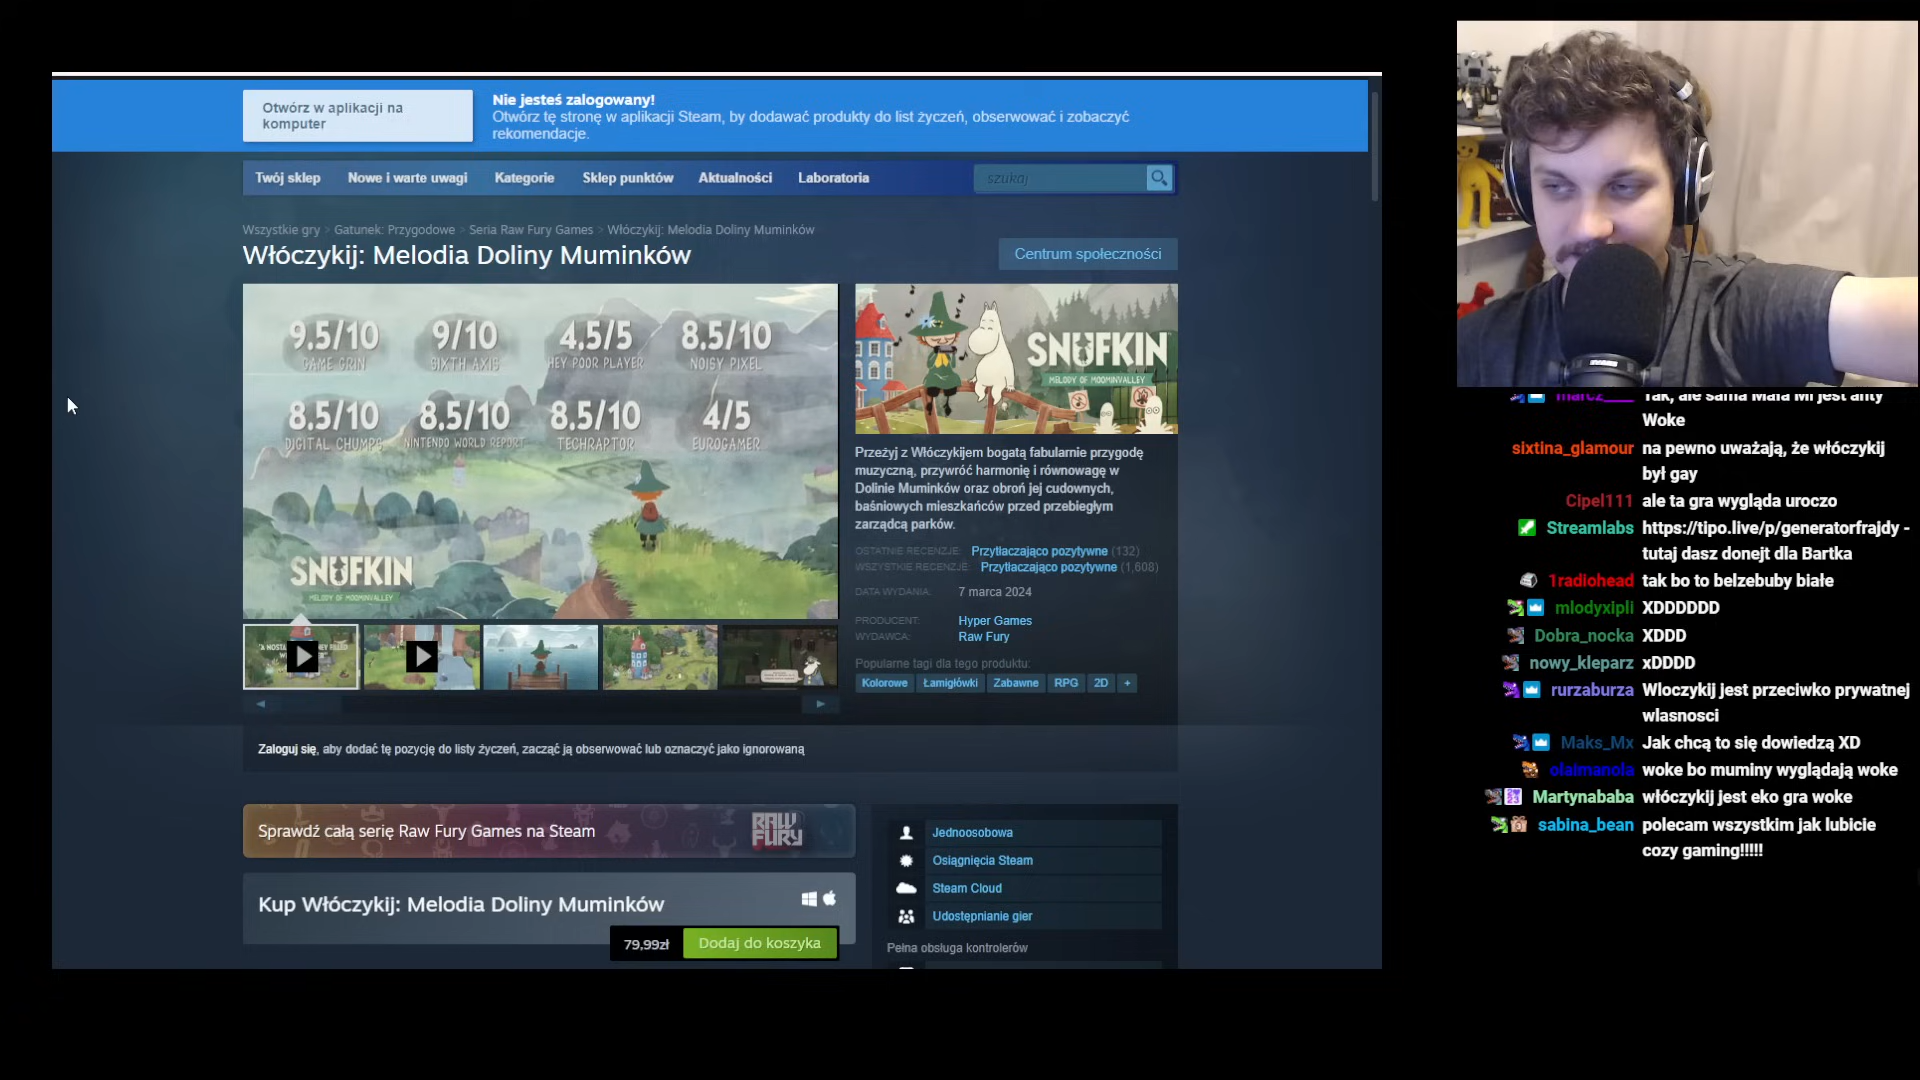 Otwórz w aplikacji na
komputer
Nie jesteś zalogowany!
Otwórz tę stronę w aplikacji Steam, by dodawać produkty do list życzeń, obserwować i zobaczyć
rekomendacje.
Twój sklep
Nowe i warte uwagi
Kategorie
Sklep punktów
Aktualności
Laboratoria
szukaj
Wszystkie gry > Gatunek: Przygodowe > Seria Raw Fury Games > Włóczykij: Melodia Doliny Muminków
Włóczykij: Melodia Doliny Muminków
Centrum społeczności
9.5/10 9/10 4.5/5 8.5/10
GAME GRIN SIXTH AXIS HEY POOR PLAYER NOISY PIXEL
8.5/10 8.5/10 8.5/10 4/5
DIGITAL CHUMPS NINTENDO WORLD REPORT TECHRAPTOR EUROGAMER
SNUFKIN
MELODY OF MOOMINVALLEY
SNUFKIN
MELODY OF MOOMINVALLEY
Przeżyj z Włóczykijem bogatą fabularnie przygodę
muzyczną, przywróć harmonię i równowagę w
Dolinie Muminków oraz obroń jej cudownych,
baśniowych mieszkańców przed przebiegłym
zarządcą parków.
OSTATNIE RECENZJE: Przytłaczająco pozytywne (132)
WSZYSTKIE RECENZJE: Przytłaczająco pozytywne (1,608)
DATA WYDANIA: 7 marca 2024
PRODUCENT: Hyper Games
WYDAWCA: Raw Fury
Popularne tagi dla tego produktu:
Kolorowe Łamigłówki Zabawne RPG 2D +
Zaloguj się, aby dodać tę pozycję do listy życzeń, zacząć ją obserwować lub oznaczyć jako ignorowaną
Sprawdź całą serię Raw Fury Games na Steam
RAW
FURY
Kup Włóczykij: Melodia Doliny Muminków
79,99zł
Dodaj do koszyka
Jednoosobowa
Osiągnięcia Steam
Steam Cloud
Udostępnianie gier
Pełna obsługa kontrolerów
marcz____ Tak, ale sama Mała Mi jest anty
Woke
sixtina_glamour na pewno uważają, że włóczykij
był gay
Cipel111 ale ta gra wygląda uroczo
Streamlabs https://tipo.live/p/generatorfrajdy -
tutaj dasz donejt dla Bartka
1radiohead tak bo to belzebuby białe
mlodyxipli XDDDDDD
Dobra_nocka XDDD
nowy_kleparz xDDDD
rurzaburza Wloczykij jest przeciwko prywatnej
wlasnosci
Maks_Mx Jak chcą to się dowiedzą XD
olaimanola woke bo muminy wyglądają woke
Martynababa włóczykij jest eko gra woke
sabina_bean polecam wszystkim jak lubicie
cozy gaming!!!!!